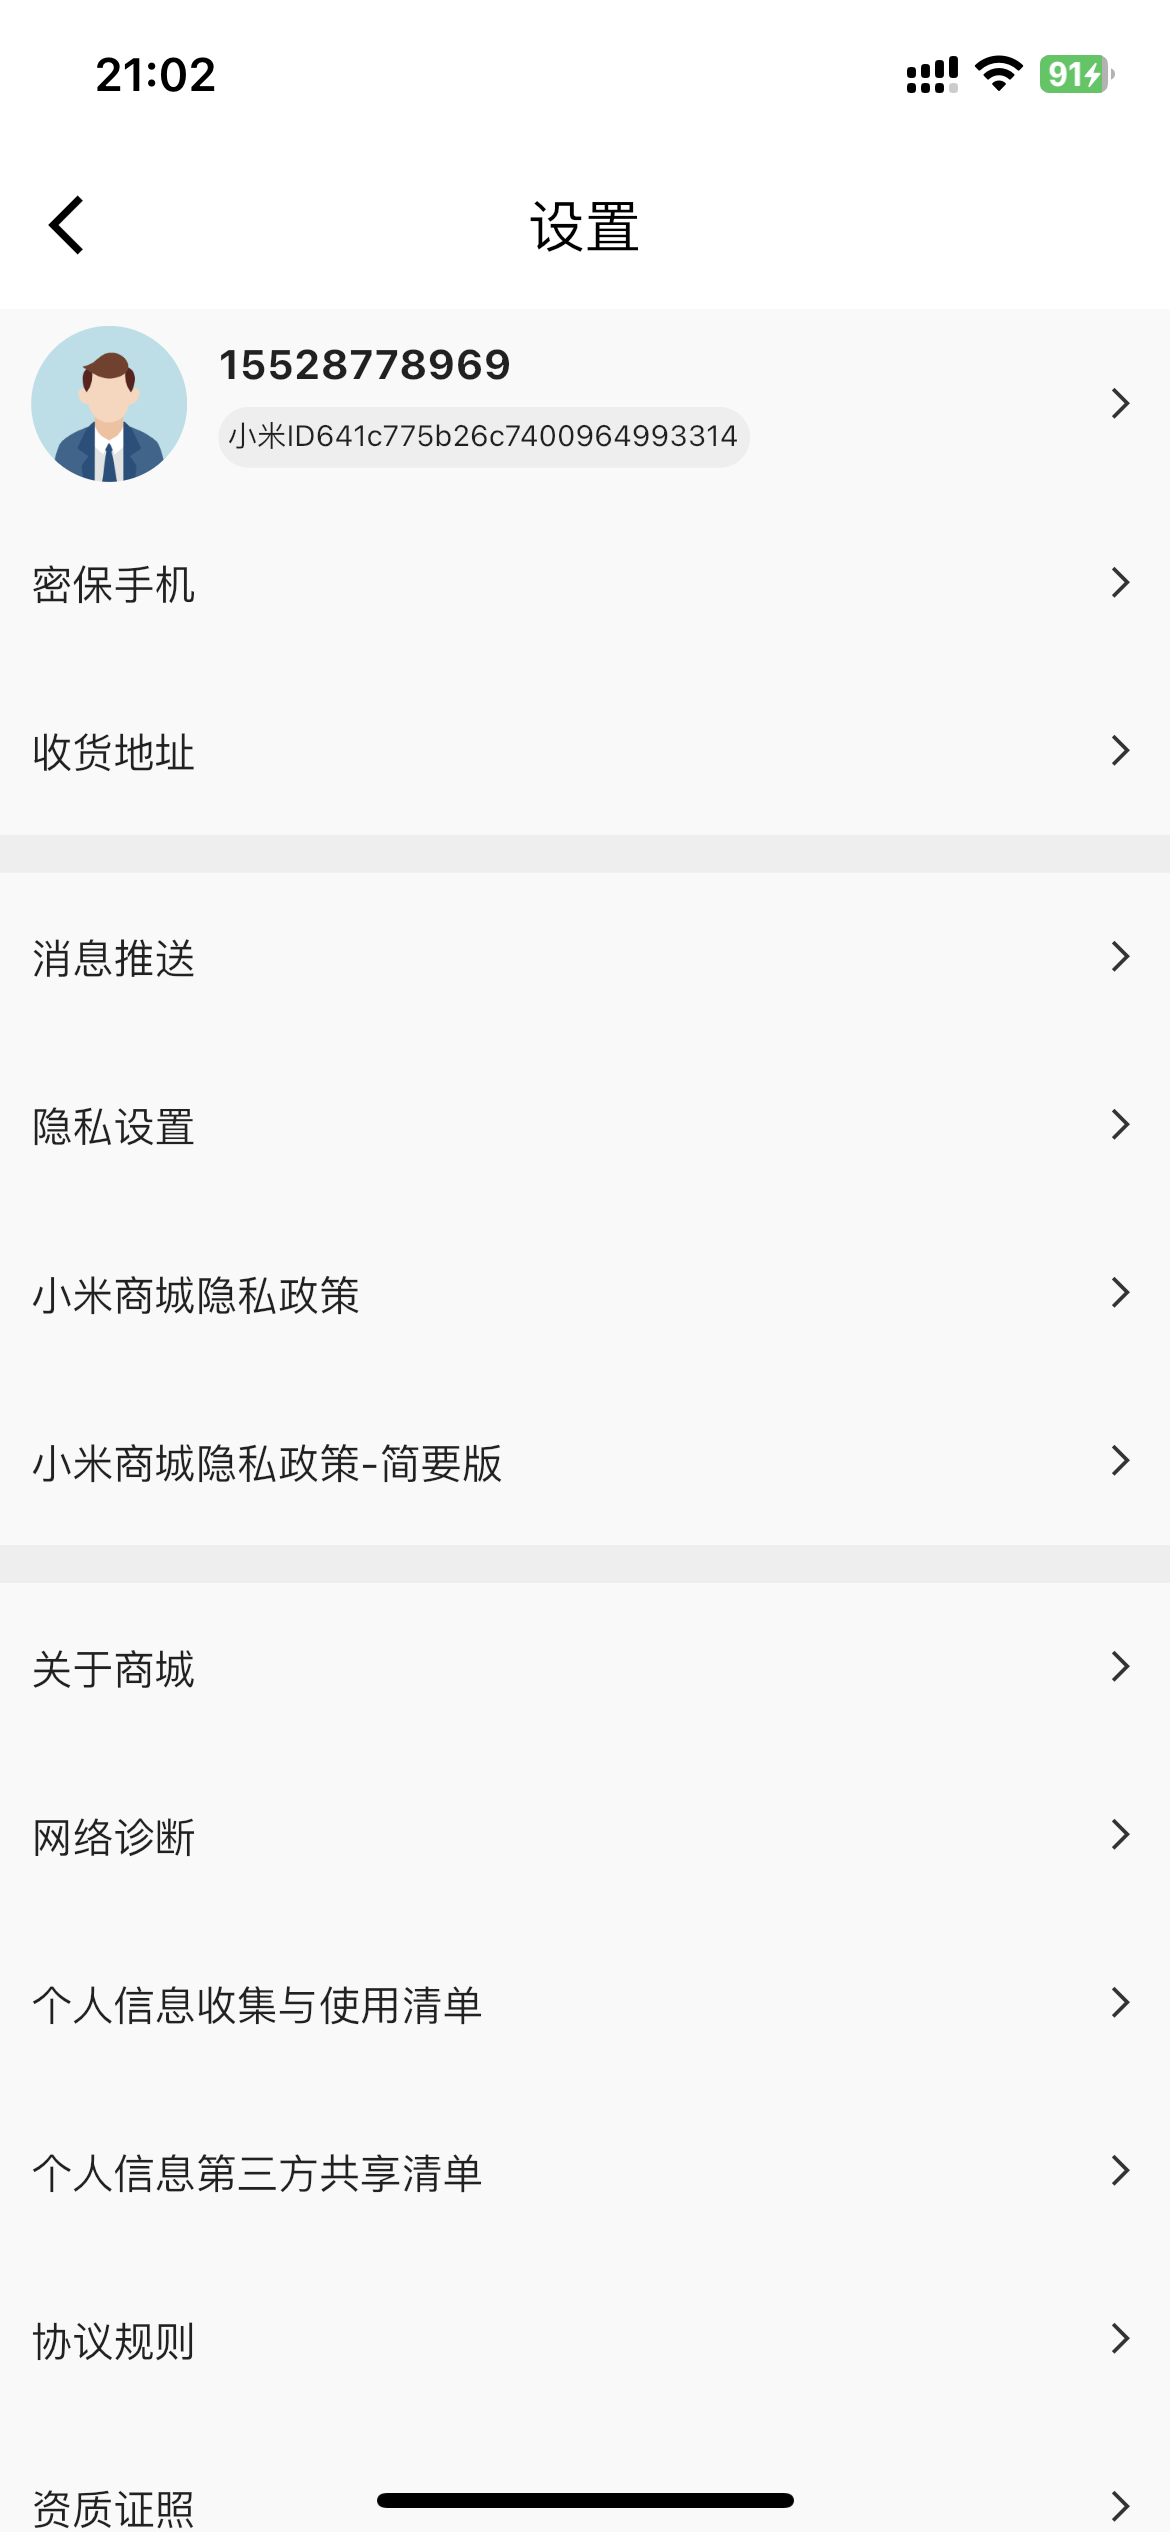 21:02
91
设置
15528778969
小米ID641c775b26c7400964993314
密保手机
收货地址
消息推送
隐私设置
小米商城隐私政策
小米商城隐私政策-简要版
关于商城
网络诊断
个人信息收集与使用清单
个人信息第三方共享清单
协议规则
资质证照